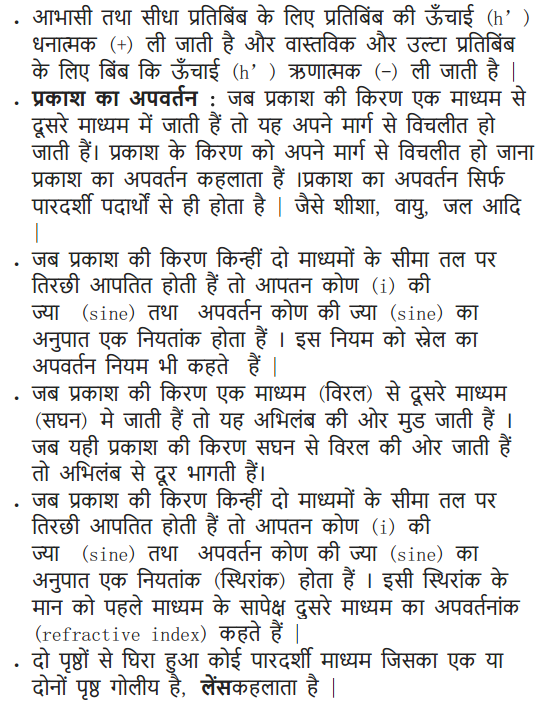 • आभासी तथा सीधा प्रतिबिंब के लिए प्रतिबिंब की ऊँचाई (h’ )
धनात्मक (+) ली जाती है और वास्तविक और उल्टा प्रतिबिंब
के लिए बिंब कि ऊँचाई (h’ ) ऋणात्मक (-) ली जाती है |
• प्रकाश का अपवर्तन : जब प्रकाश की किरण एक माध्यम से
दूसरे माध्यम में जाती हैं तो यह अपने मार्ग से विचलीत हो
जाती हैं। प्रकाश के किरण को अपने मार्ग से विचलीत हो जाना
प्रकाश का अपवर्तन कहलाता हैं ।प्रकाश का अपवर्तन सिर्फ
पारदर्शी पदार्थों से ही होता है | जैसे शीशा, वायु, जल आदि
|
• जब प्रकाश की किरण किन्हीं दो माध्यमों के सीमा तल पर
तिरछी आपतित होती हैं तो आपतन कोण (i) की
ज्या (sine) तथा अपवर्तन कोण की ज्या (sine) का
अनुपात एक नियतांक होता हैं । इस नियम को स्नेल का
अपवर्तन नियम भी कहते हैं |
• जब प्रकाश की किरण एक माध्यम (विरल) से दूसरे माध्यम
(सघन) मे जाती हैं तो यह अभिलंब की ओर मुड जाती हैं ।
जब यही प्रकाश की किरण सघन से विरल की ओर जाती हैं
तो अभिलंब से दूर भागती हैं।
• जब प्रकाश की किरण किन्हीं दो माध्यमों के सीमा तल पर
तिरछी आपतित होती हैं तो आपतन कोण (i) की
ज्या (sine) तथा अपवर्तन कोण की ज्या (sine) का
अनुपात एक नियतांक (स्थिरांक) होता हैं । इसी स्थिरांक के
मान को पहले माध्यम के सापेक्ष दुसरे माध्यम का अपवर्तनांक
(refractive index) कहते हैं |
• दो पृष्ठों से घिरा हुआ कोई पारदर्शी माध्यम जिसका एक या
दोनों पृष्ठ गोलीय है, लेंसकहलाता है |